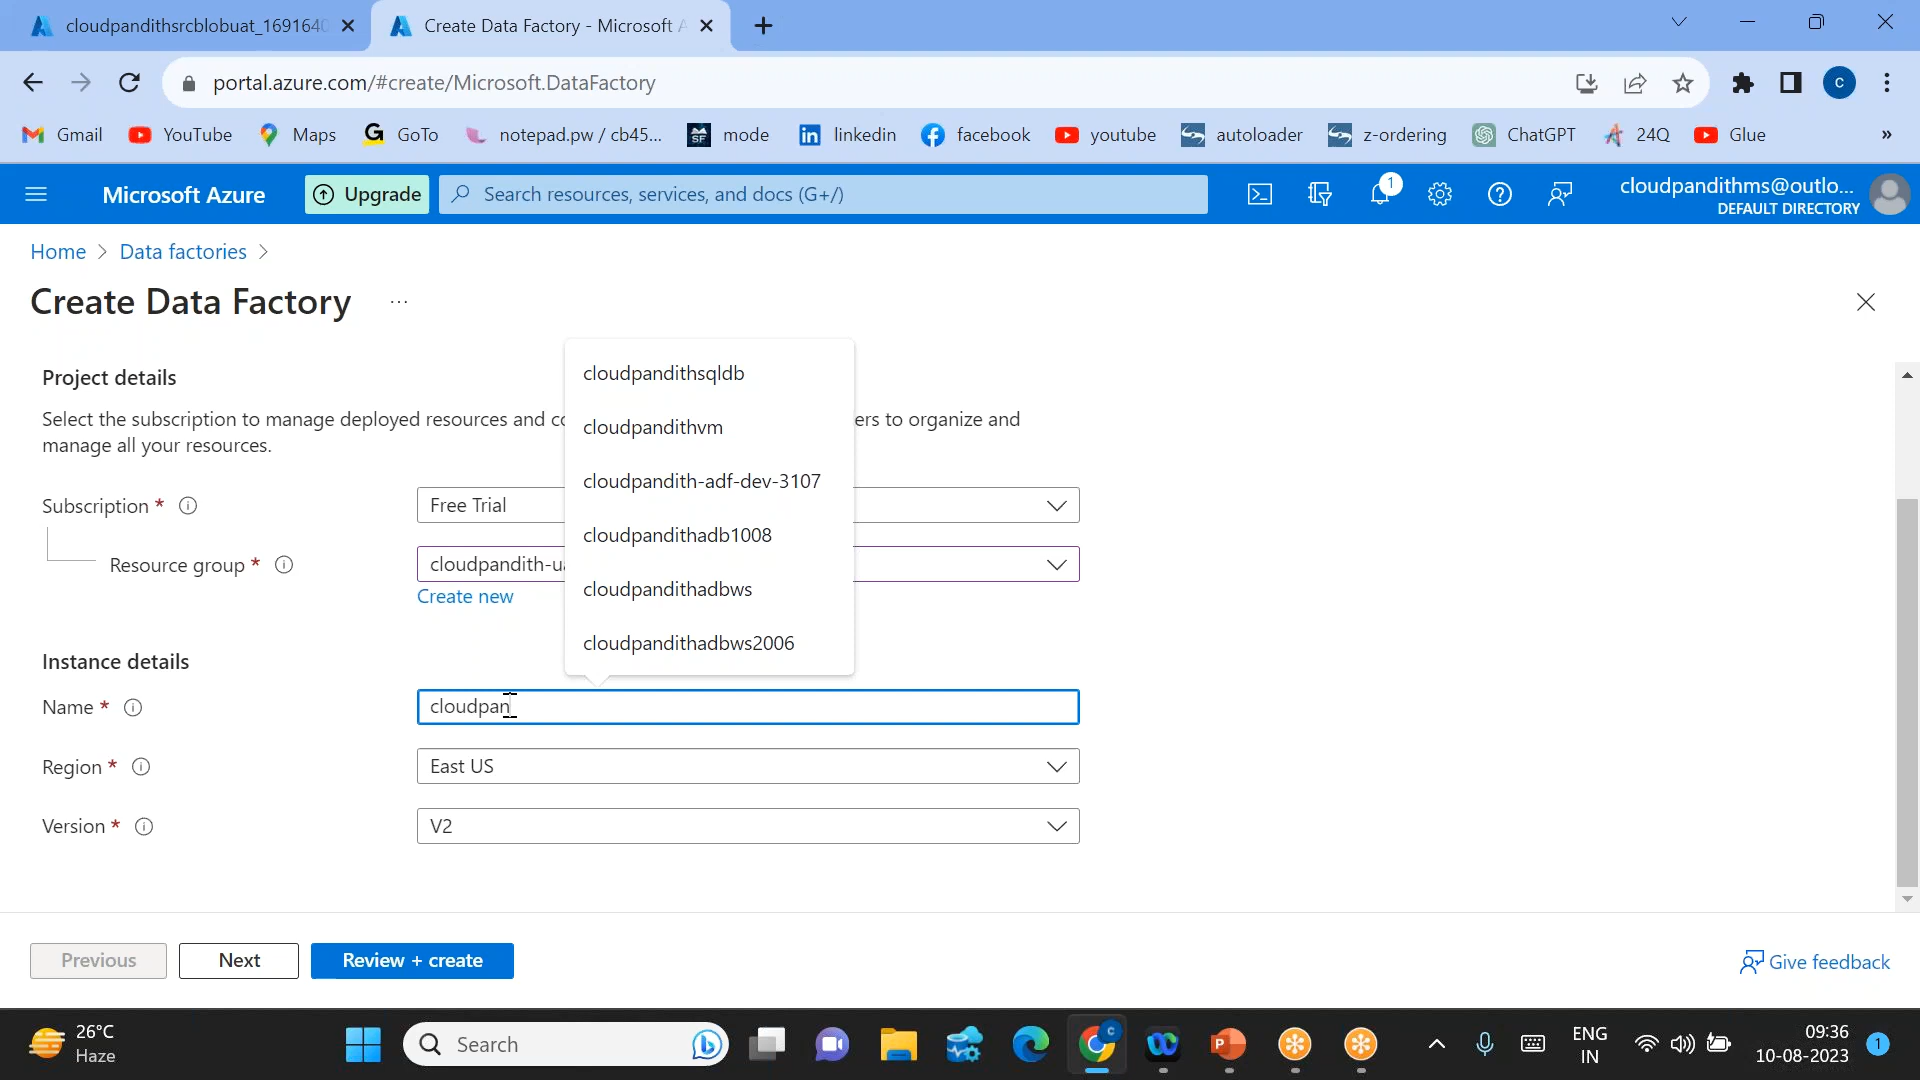 cloudpandithsrcblobuat_169164
Create Data Factory - Microsoft A
portal.azure.com/#create/Microsoft.DataFactory
C
Gmail
YouTube
Maps
GoTo
notepad.pw / cb45...
mode
linkedin
facebook
youtube
autoloader
z-ordering
ChatGPT
24Q
Glue
»
Microsoft Azure
Upgrade
Search resources, services, and docs (G+/)
1
cloudpandithms@outlo...
DEFAULT DIRECTORY
Home > Data factories >
Create Data Factory ...
Project details
Select the subscription to manage deployed resources and co
ers to organize and
manage all your resources.
cloudpandithsqldb
cloudpandithvm
cloudpandith-adf-dev-3107
cloudpandithadb1008
cloudpandithadbws
cloudpandithadbws2006
Subscription *
Free Trial
Resource group *
cloudpandith-ua
Create new
Instance details
Name *
cloudpan
Region *
East US
Version *
V2
Previous
Next
Review + create
Give feedback
26°C
Haze
Search
ENG
IN
09:36
10-08-2023
1